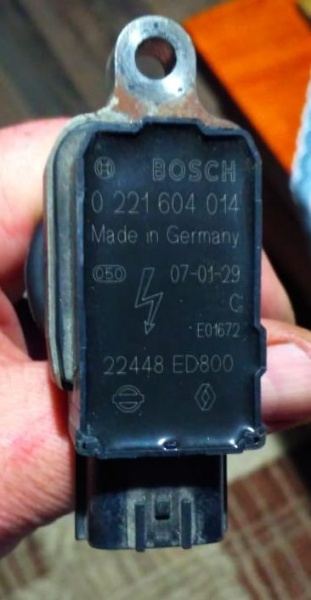 BOSCH
0 221 604 014
Made in Germany
050 07-01-29
C
E01672
22448 ED800